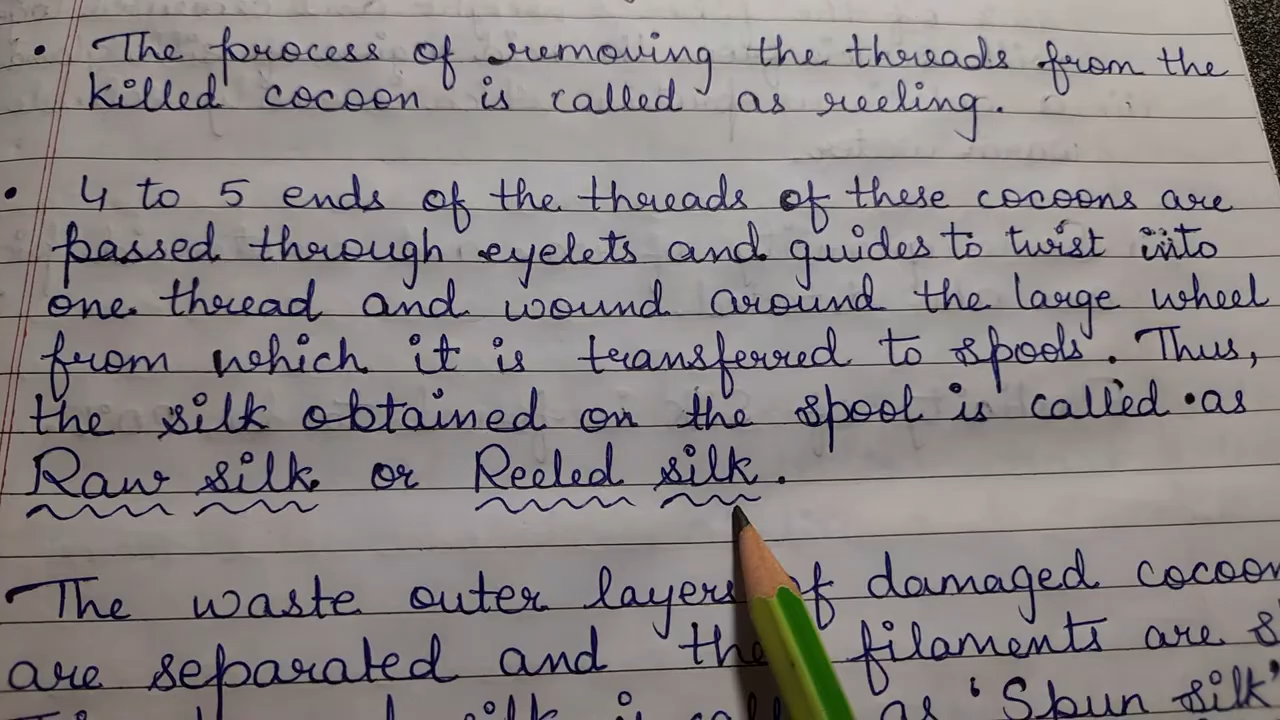 • The process of removing the threads from the
killed cocoon is called as reeling.
• 4 to 5 ends of the threads of these cocoons are
passed through eyelets and guides to twist into
one thread and wound around the large wheel
from which it is transferred to spools. Thus,
the silk obtained on the spool is called as
Raw silk or Reeled silk.
• The waste outer layers of damaged cocoon
are separated and the filaments are
silk is as 'Spun silk'